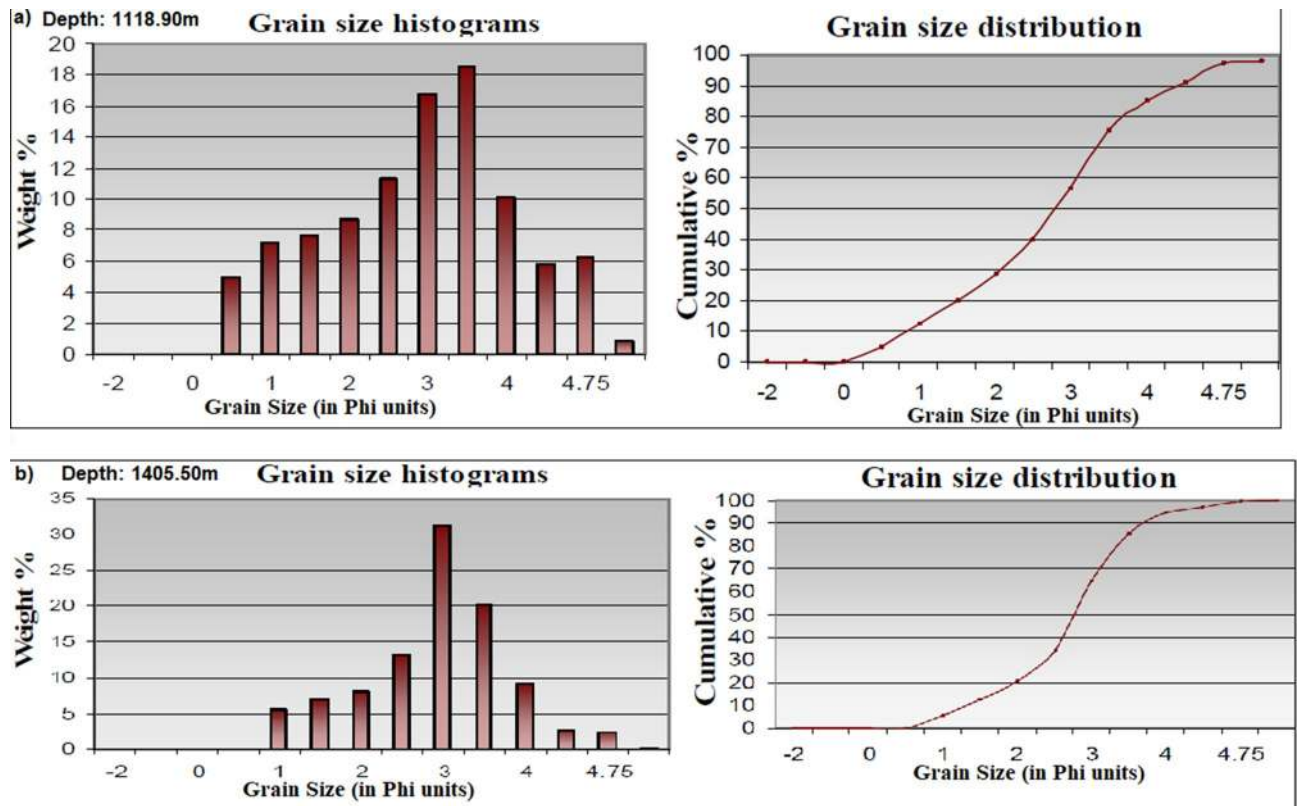 a) Depth: 1118.90m
Grain size histograms
Weight %
20
18
16
14
12
10
8
6
4
2
0
-2 0 1 2 3 4 4.75
Grain Size (in Phi units)
Grain size distribution
Cumulative %
100
90
80
70
60
50
40
30
20
10
0
-2 0 1 2 3 4 4.75
Grain Size (in Phi units)
b) Depth: 1405.50m
Grain size histograms
Weight %
35
30
25
20
15
10
5
0
-2 0 1 2 3 4 4.75
Grain Size (in Phi units)
Grain size distribution
Cumulative %
100
90
80
70
60
50
40
30
20
10
0
-2 0 1 2 3 4 4.75
Grain Size (in Phi units)